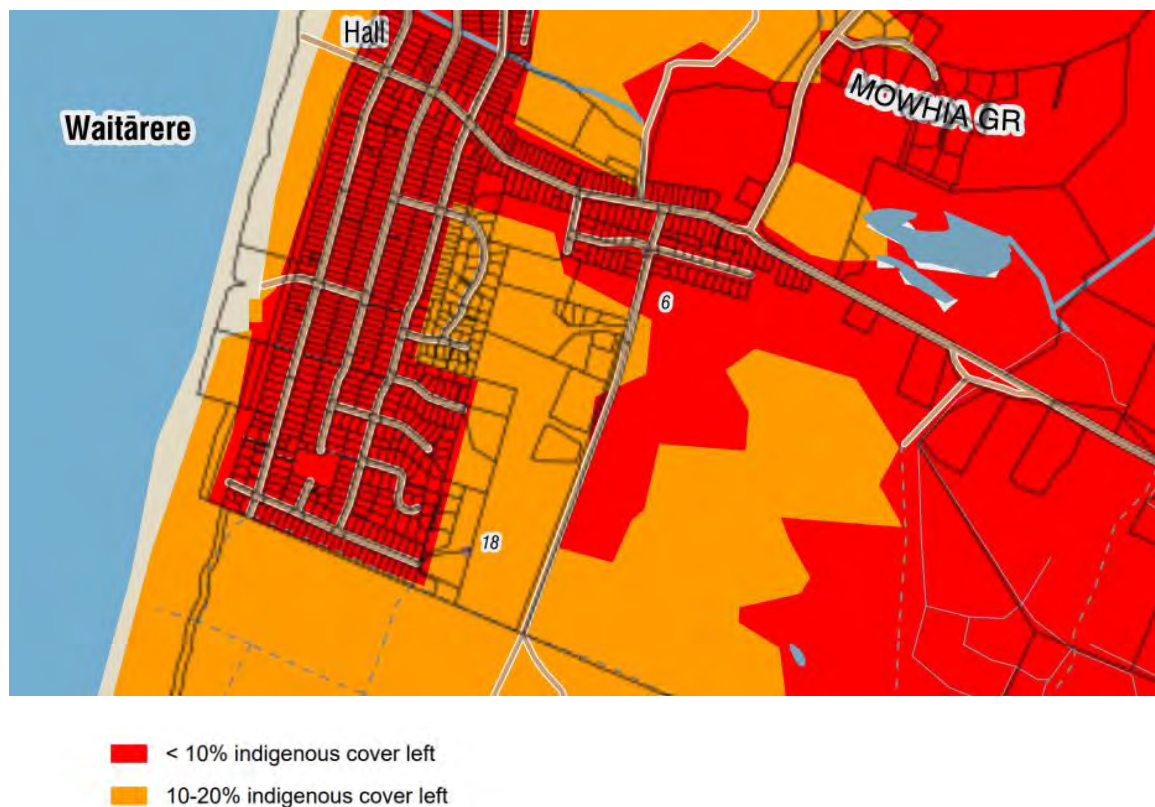 Hall
Waitārere
MOWHIA GR
6
18
< 10% indigenous cover left
10-20% indigenous cover left